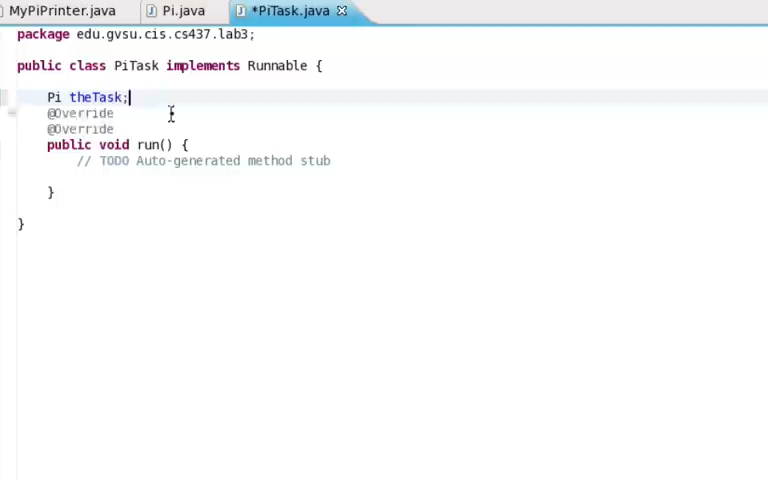 MyPiPrinter.java Pi.java *PiTask.java
package edu.gvsu.cis.cs437.lab3;
public class PiTask implements Runnable {
Pi theTask;
@Override
@Override
public void run() {
// TODO Auto-generated method stub
}
}